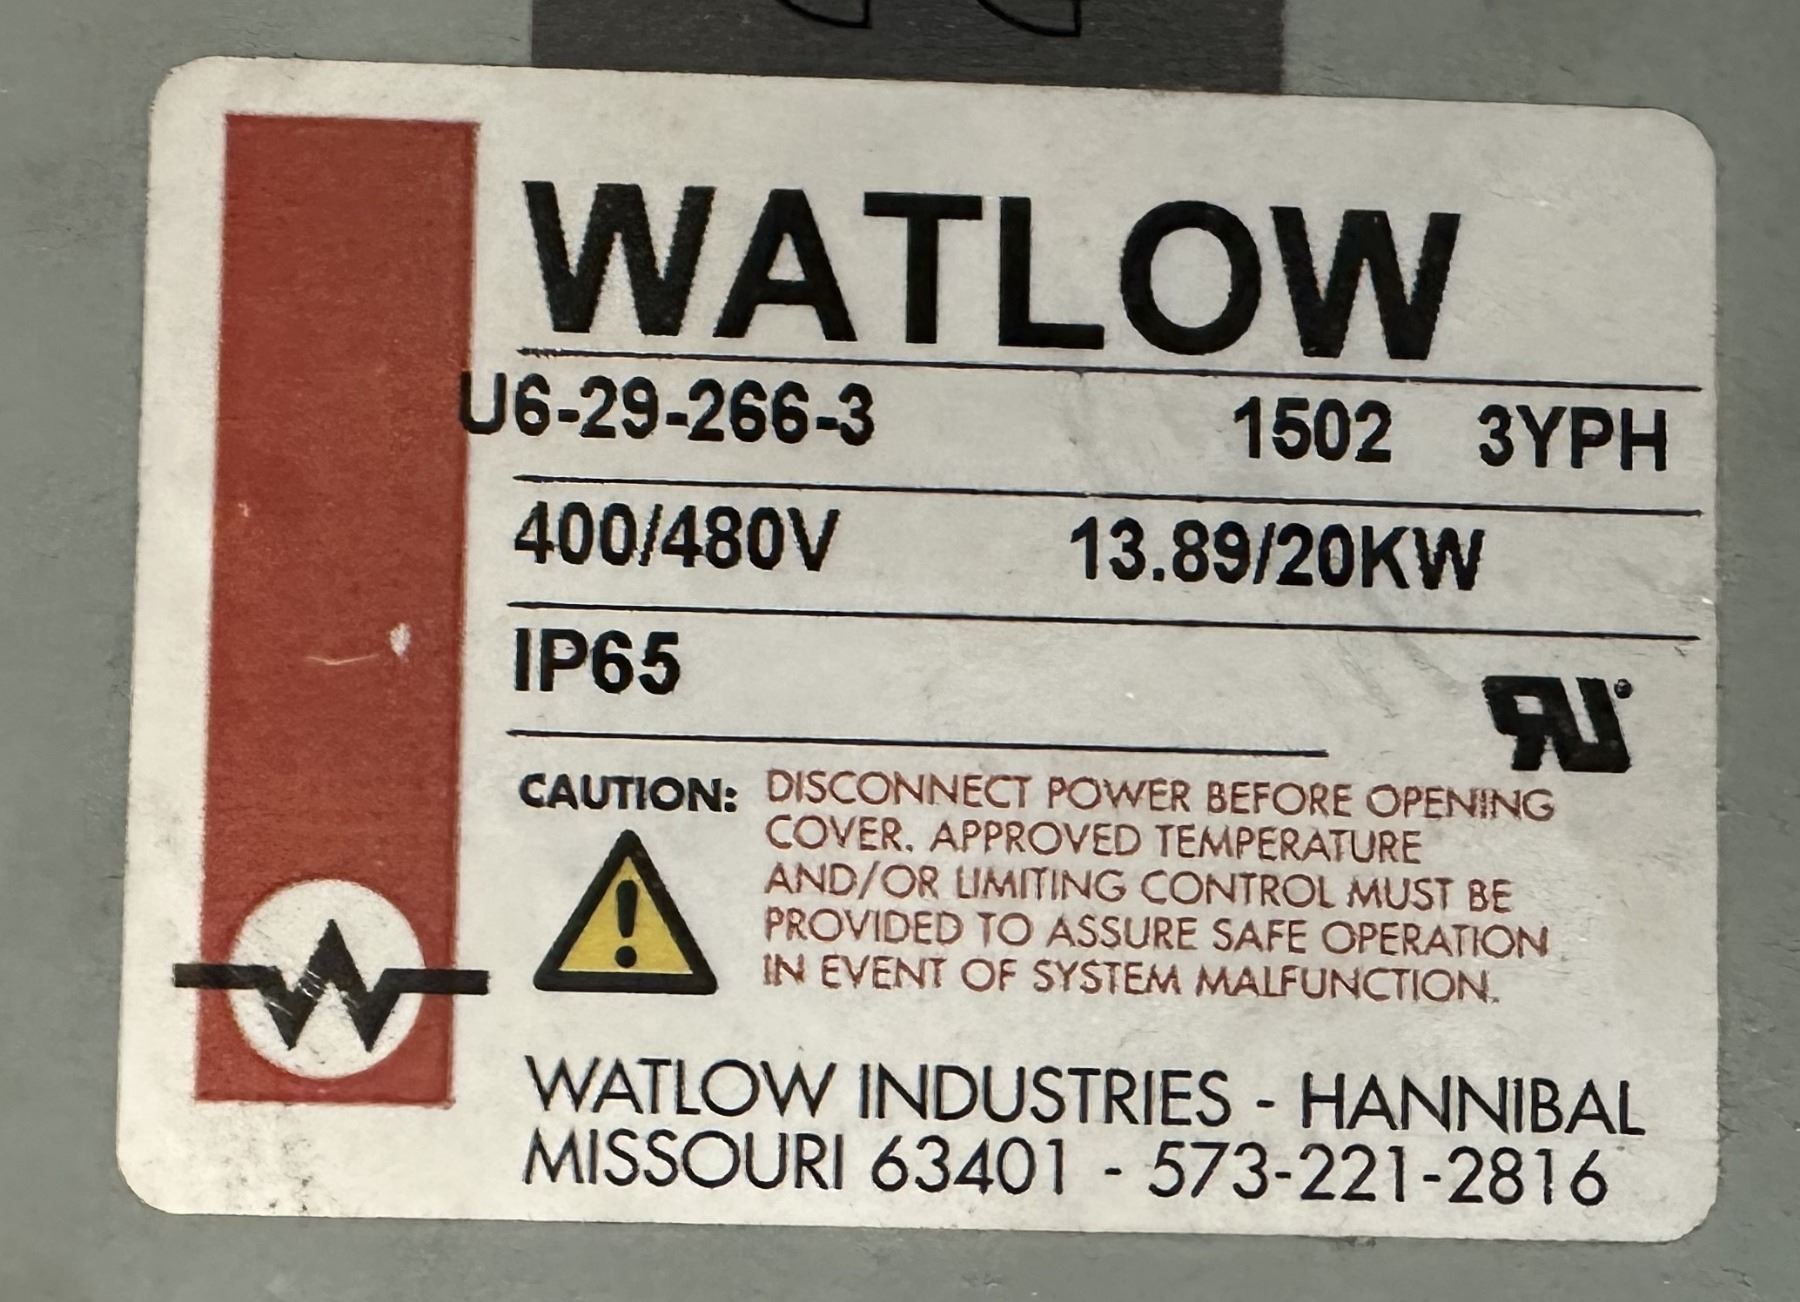 WATLOW
U6-29-266-3 1502 3YPH
400/480V 13.89/20KW
IP65
CAUTION: DISCONNECT POWER BEFORE OPENING
COVER. APPROVED TEMPERATURE
AND/OR LIMITING CONTROL MUST BE
PROVIDED TO ASSURE SAFE OPERATION
IN EVENT OF SYSTEM MALFUNCTION.
WATLOW INDUSTRIES - HANNIBAL
MISSOURI 63401 - 573-221-2816